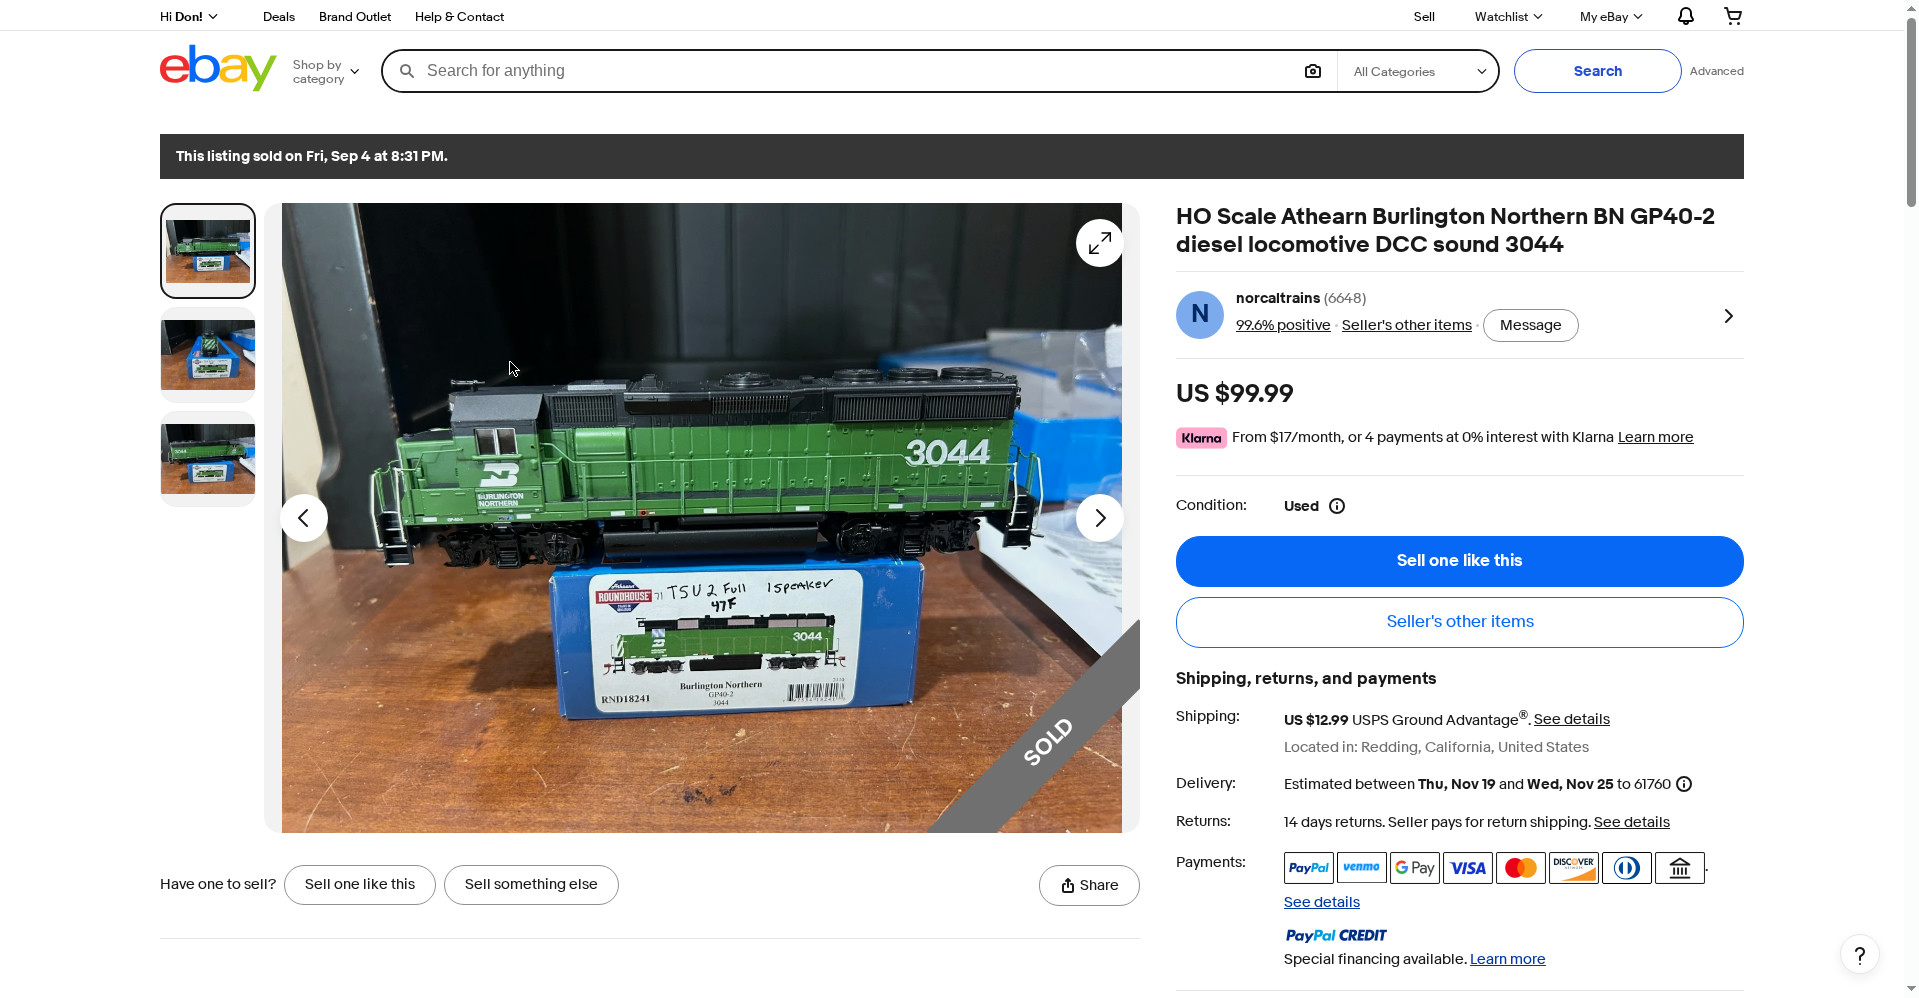 Hi Don!
Deals
Brand Outlet
Help & Contact
Sell
Watchlist
My eBay
ebay
Shop by category
Search for anything
All Categories
Search
Advanced
This listing sold on Fri, Sep 4 at 8:31 PM.
3044
BURLINGTON
NORTHERN
Athearn
ROUNDHOUSE
TSU 2 Full 1 speaker
47F
3044
RND18241
Burlington Northern
GP40-2
3044
SOLD
HO Scale Athearn Burlington Northern BN GP40-2
diesel locomotive DCC sound 3044
N
norcaltrains (6648)
99.6% positive · Seller's other items · Message
US $99.99
Klarna From $17/month, or 4 payments at 0% interest with Klarna Learn more
Condition: Used
Sell one like this
Seller's other items
Shipping, returns, and payments
Shipping: US $12.99 USPS Ground Advantage®. See details
Located in: Redding, California, United States
Delivery: Estimated between Thu, Nov 19 and Wed, Nov 25 to 61760
Returns: 14 days returns. Seller pays for return shipping. See details
Payments: PayPal venmo G Pay VISA DISCOVER
See details
PayPal CREDIT
Special financing available. Learn more
Have one to sell? Sell one like this Sell something else
Share
?